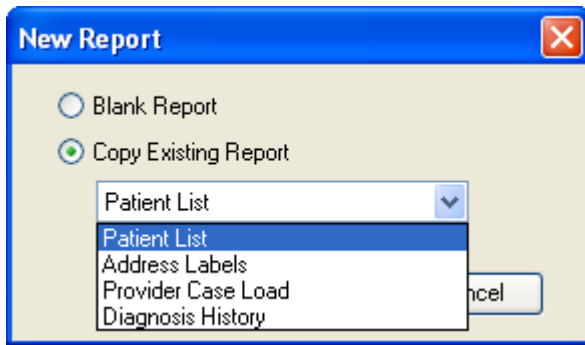 New Report
Blank Report
Copy Existing Report
Patient List
Patient List
Address Labels
Provider Case Load
Diagnosis History
ncel